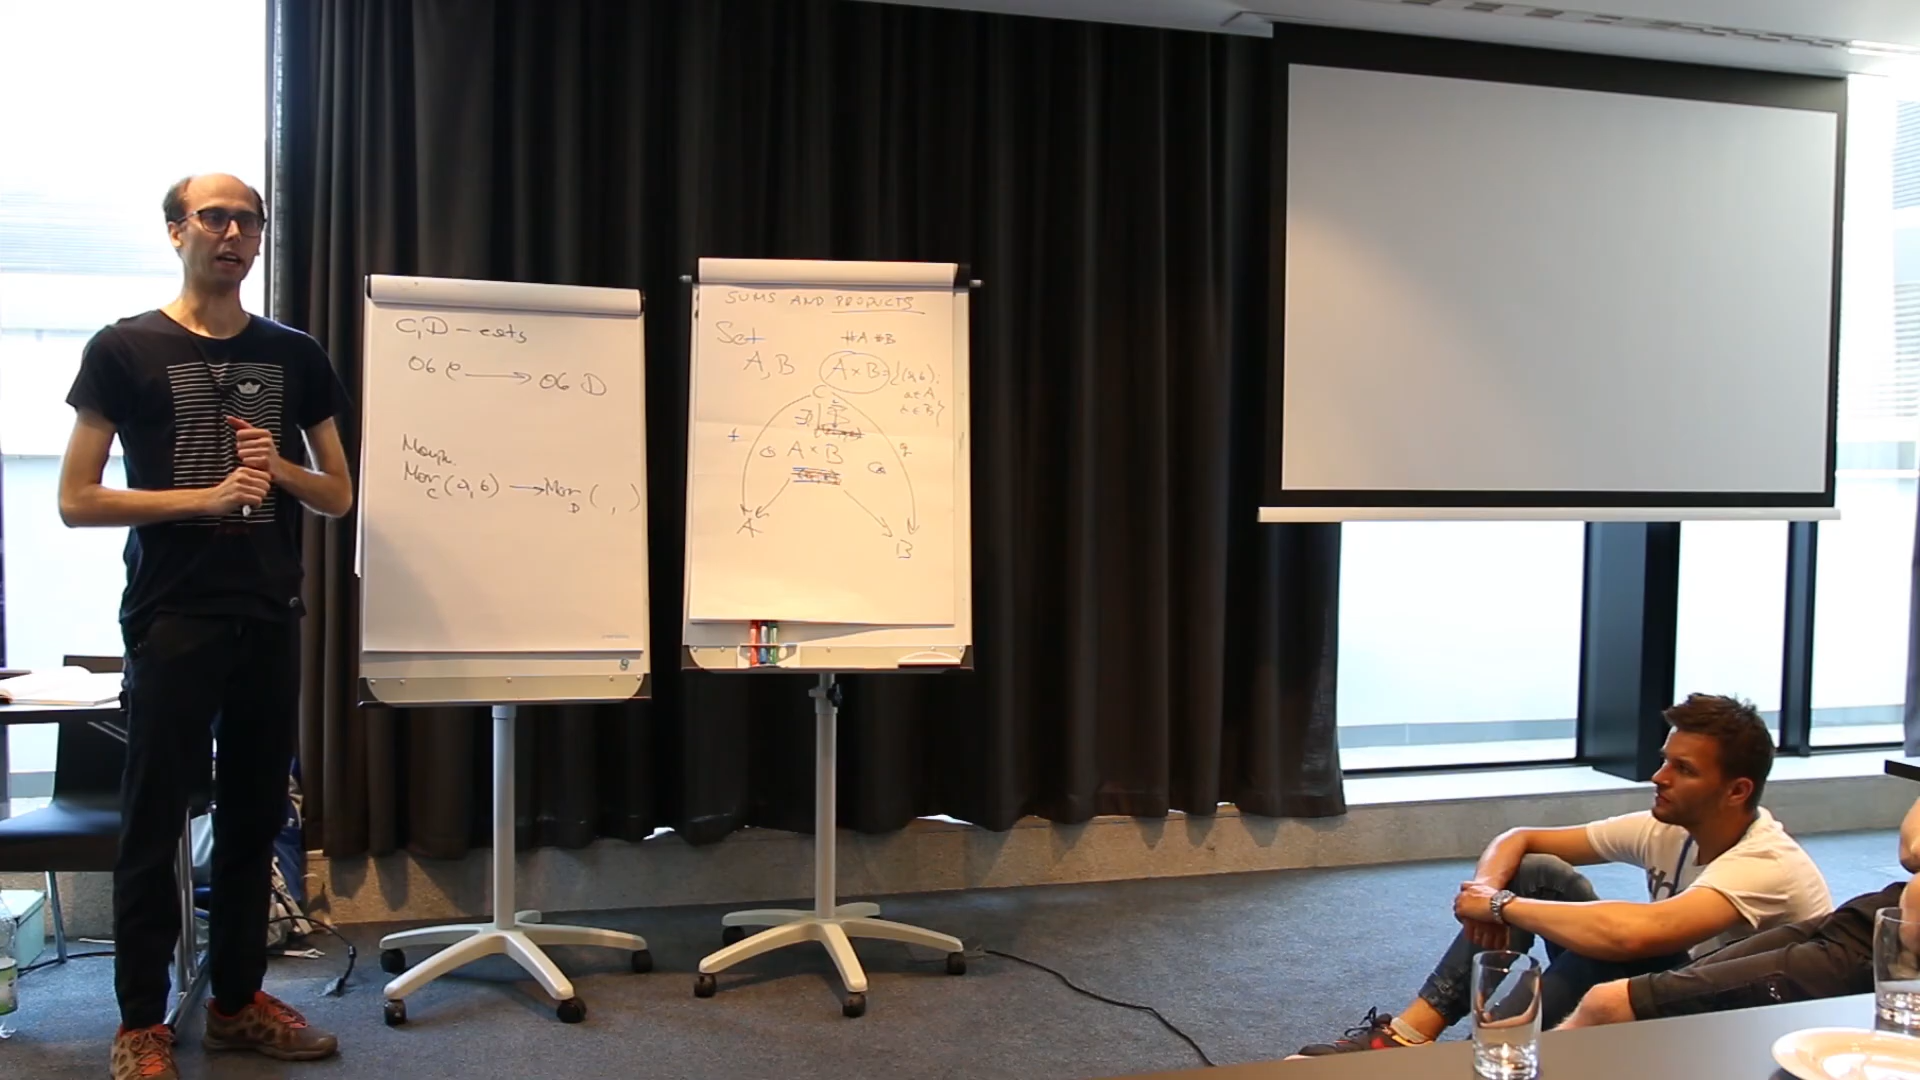 C, D – cats
Ob C → Ob D
Morph.
Mor_C (a, b) → Mor_D ( , )
SUMS AND PRODUCTS
Set
#A #B
A, B
A × B = {(a, b):
a ∈ A,
b ∈ B}
C
∃!
f
g
A × B
A
B